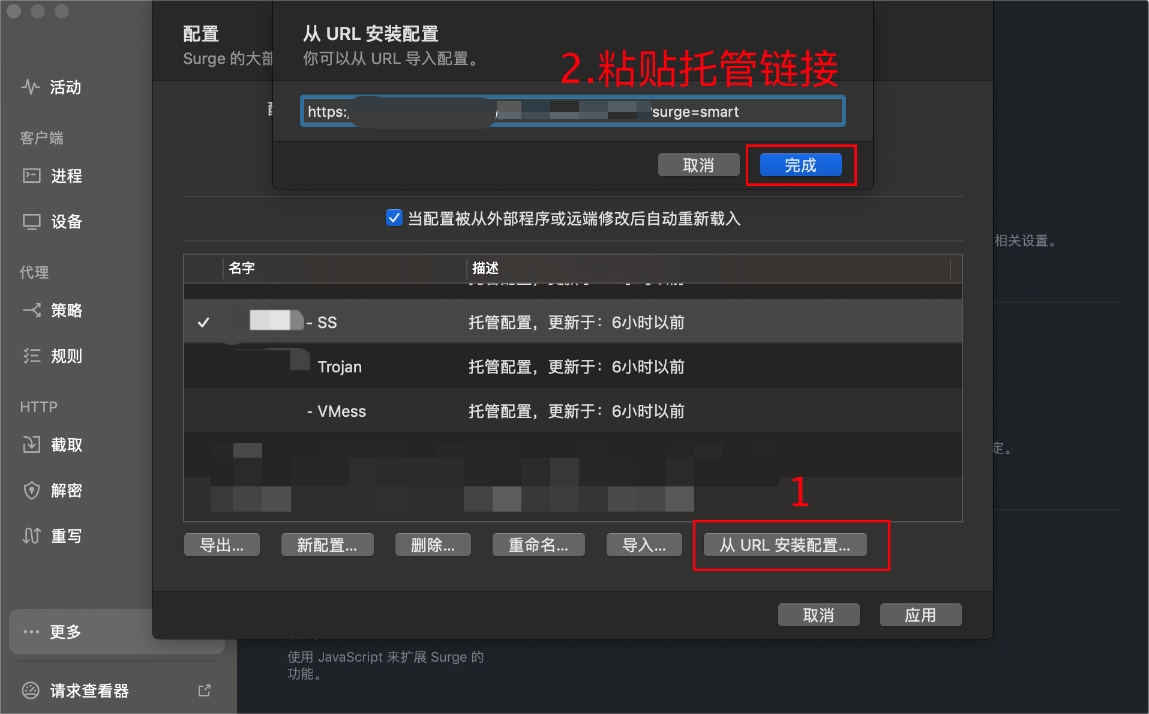 活动
客户端
进程
设备
代理
策略
规则
HTTP
截取
解密
重写
更多
请求查看器
配置
Surge 的大部
从 URL 安装配置
你可以从 URL 导入配置。
2.粘贴托管链接
https:
?surge=smart
取消
完成
当配置被从外部程序或远端修改后自动重新载入
相关设置。
名字 描述
- SS 托管配置，更新于：6小时以前
Trojan 托管配置，更新于：6小时以前
- VMess 托管配置，更新于：6小时以前
定。
1
导出... 新配置... 删除... 重命名... 导入... 从 URL 安装配置...
取消 应用
使用 JavaScript 来扩展 Surge 的
功能。